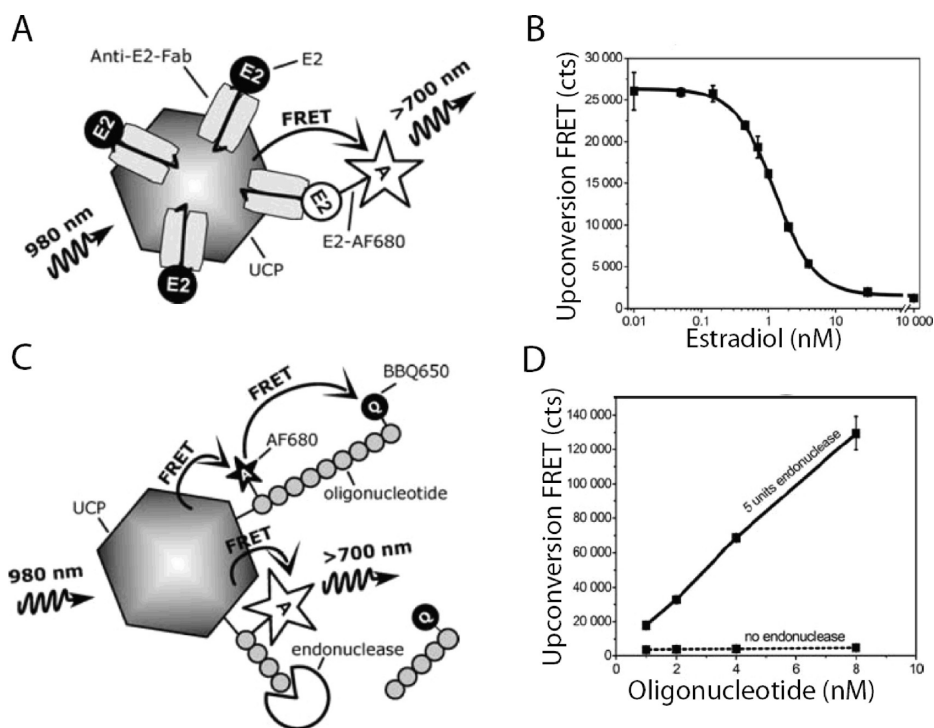 A
Anti-E2-Fab
E2
E2
E2
E2
E2
FRET
>700 nm
A
980 nm
UCP
E2-AF680
B
Upconversion FRET (cts)
30 000
25 000
20 000
15 000
10 000
5 000
0
0.01
0.1
1
10
10 000
Estradiol (nM)
C
BBQ650
FRET
Q
AF680
FRET
A
oligonucleotide
UCP
FRET
>700 nm
980 nm
A
Q
endonuclease
D
Upconversion FRET (cts)
140 000
120 000
100 000
80 000
60 000
40 000
20 000
0
5 units endonuclease
no endonuclease
0
2
4
6
8
10
Oligonucleotide (nM)